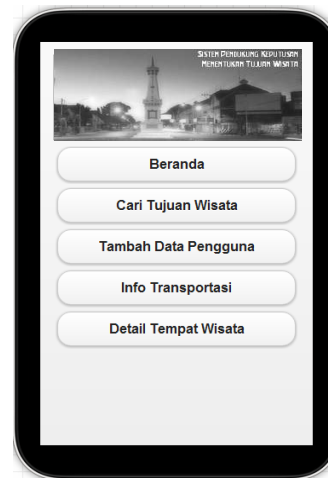 SISTEM PENDUKUNG KEPUTUSAN
MENENTUKAN TUJUAN WISATA
Beranda
Cari Tujuan Wisata
Tambah Data Pengguna
Info Transportasi
Detail Tempat Wisata